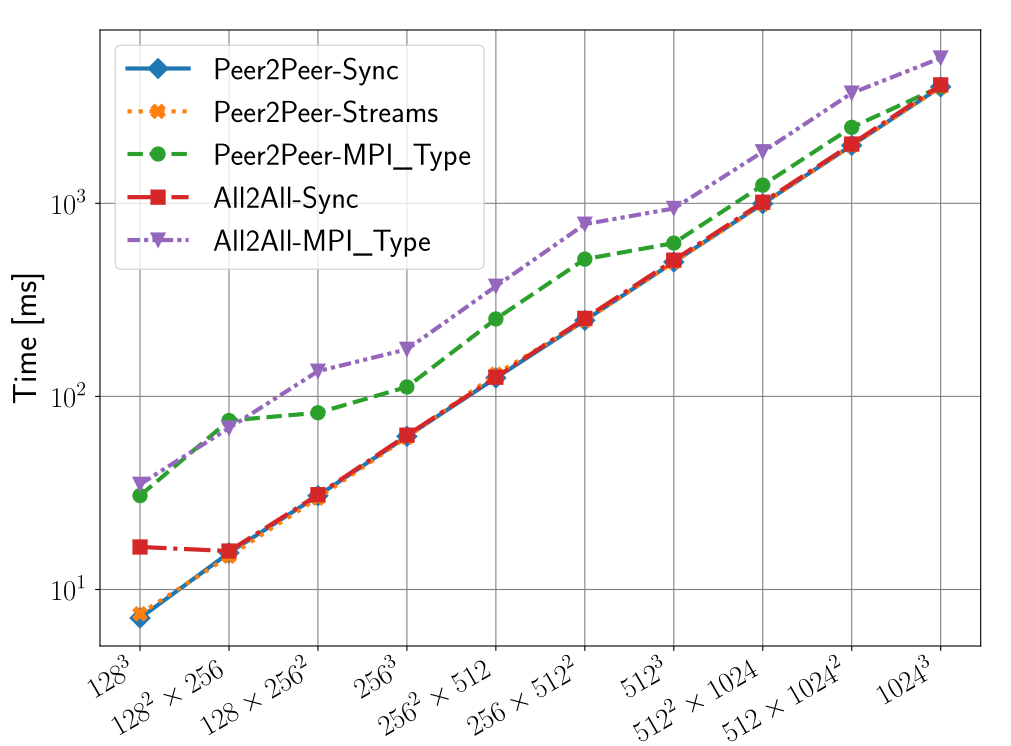 Peer2Peer-Sync
Peer2Peer-Streams
Peer2Peer-MPI_Type
All2All-Sync
All2All-MPI_Type
Time [ms]
10³
10²
10¹
128³
128² × 256
128 × 256²
256³
256² × 512
256 × 512²
512³
512² × 1024
512 × 1024²
1024³